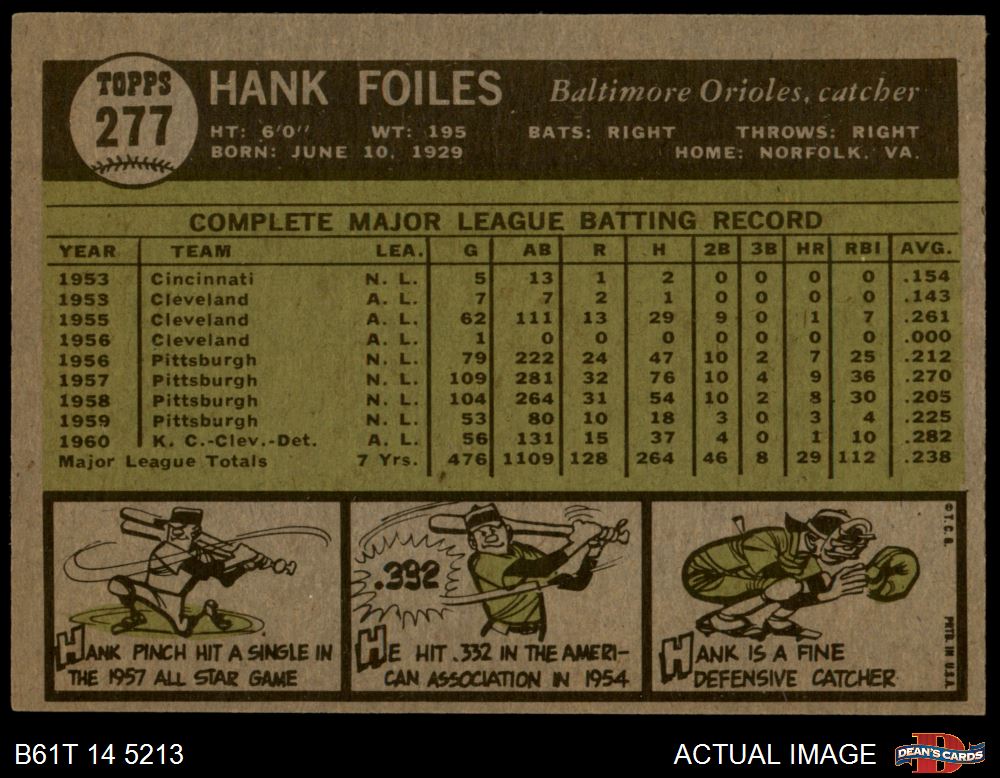 TOPPS
277
HANK FOILES Baltimore Orioles, catcher
HT: 6'0" WT: 195 BATS: RIGHT THROWS: RIGHT
BORN: JUNE 10, 1929 HOME: NORFOLK, VA.
COMPLETE MAJOR LEAGUE BATTING RECORD
YEAR TEAM LEA. G AB R H 2B 3B HR RBI AVG.
1953 Cincinnati N. L. 5 13 1 2 0 0 0 0 .154
1953 Cleveland A. L. 7 7 2 1 0 0 0 0 .143
1955 Cleveland A. L. 62 111 13 29 9 0 1 7 .261
1956 Cleveland A. L. 1 0 0 0 0 0 0 0 .000
1956 Pittsburgh N. L. 79 222 24 47 10 2 7 25 .212
1957 Pittsburgh N. L. 109 281 32 76 10 4 9 36 .270
1958 Pittsburgh N. L. 104 264 31 54 10 2 8 30 .205
1959 Pittsburgh N. L. 53 80 10 18 3 0 3 4 .225
1960 K. C.-Clev.-Det. A. L. 56 131 15 37 4 0 1 10 .282
Major League Totals 7 Yrs. 476 1109 128 264 46 8 29 112 .238
HANK PINCH HIT A SINGLE IN
THE 1957 ALL STAR GAME
.392
HE HIT .332 IN THE AMERI-
CAN ASSOCIATION IN 1954
HANK IS A FINE
DEFENSIVE CATCHER
© T. C. G.
PRTD. IN U.S.A.
B61T 14 5213 ACTUAL IMAGE
DEAN'S CARDS